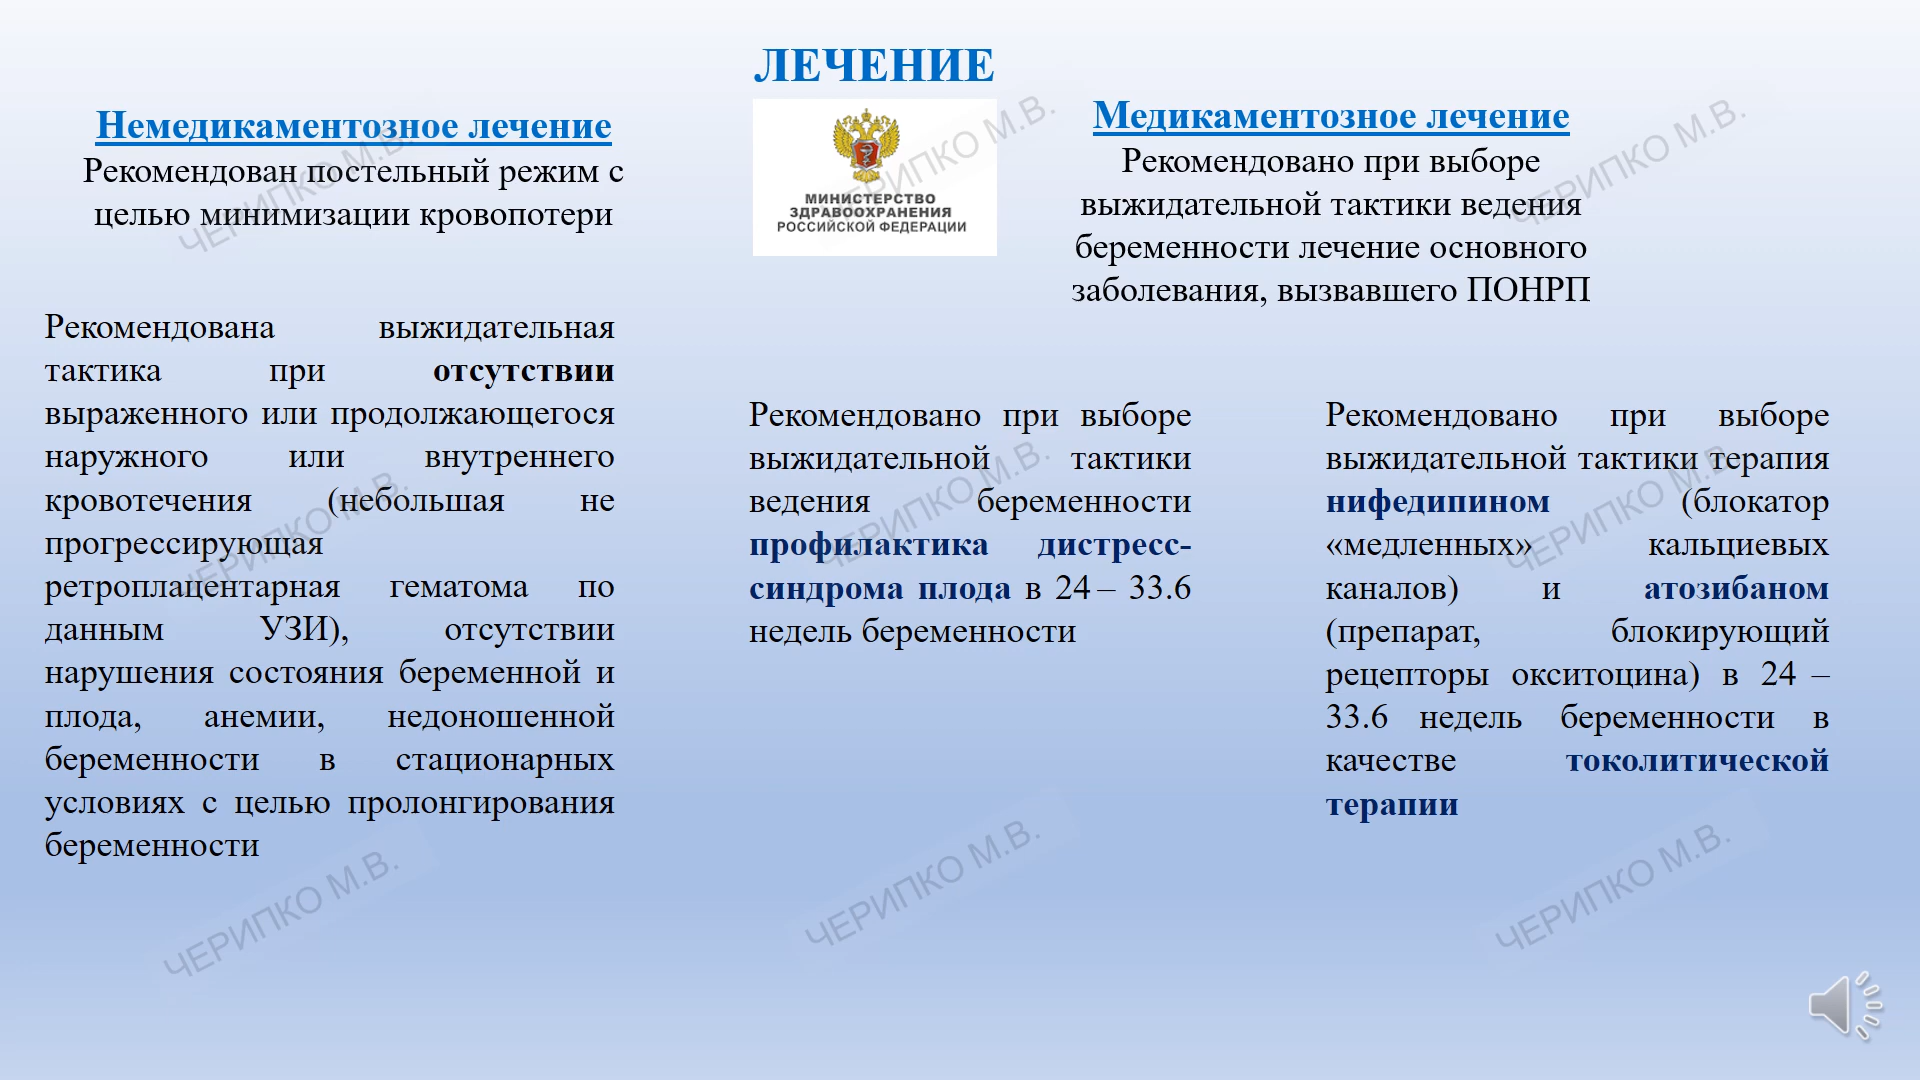 ЛЕЧЕНИЕ
Немедикаментозное лечение
Рекомендован постельный режим с
целью минимизации кровопотери
Рекомендована выжидательная
тактика при отсутствии
выраженного или продолжающегося
наружного или внутреннего
кровотечения (небольшая не
прогрессирующая
ретроплацентарная гематома по
данным УЗИ), отсутствии
нарушения состояния беременной и
плода, анемии, недоношенной
беременности в стационарных
условиях с целью пролонгирования
беременности
МИНИСТЕРСТВО
ЗДРАВООХРАНЕНИЯ
РОССИЙСКОЙ ФЕДЕРАЦИИ
Медикаментозное лечение
Рекомендовано при выборе
выжидательной тактики ведения
беременности лечение основного
заболевания, вызвавшего ПОНРП
Рекомендовано при выборе
выжидательной тактики
ведения беременности
профилактика дистресс-
синдрома плода в 24 – 33.6
недель беременности
Рекомендовано при выборе
выжидательной тактики терапия
нифедипином (блокатор
«медленных» кальциевых
каналов) и атозибаном
(препарат, блокирующий
рецепторы окситоцина) в 24 –
33.6 недель беременности в
качестве токолитической
терапии
ЧЕРИПКО М.В.
ЧЕРИПКО М.В.
ЧЕРИПКО М.В.
ЧЕРИПКО М.В.
ЧЕРИПКО М.В.
ЧЕРИПКО М.В.
ЧЕРИПКО М.В.
ЧЕРИПКО М.В.
ЧЕРИПКО М.В.